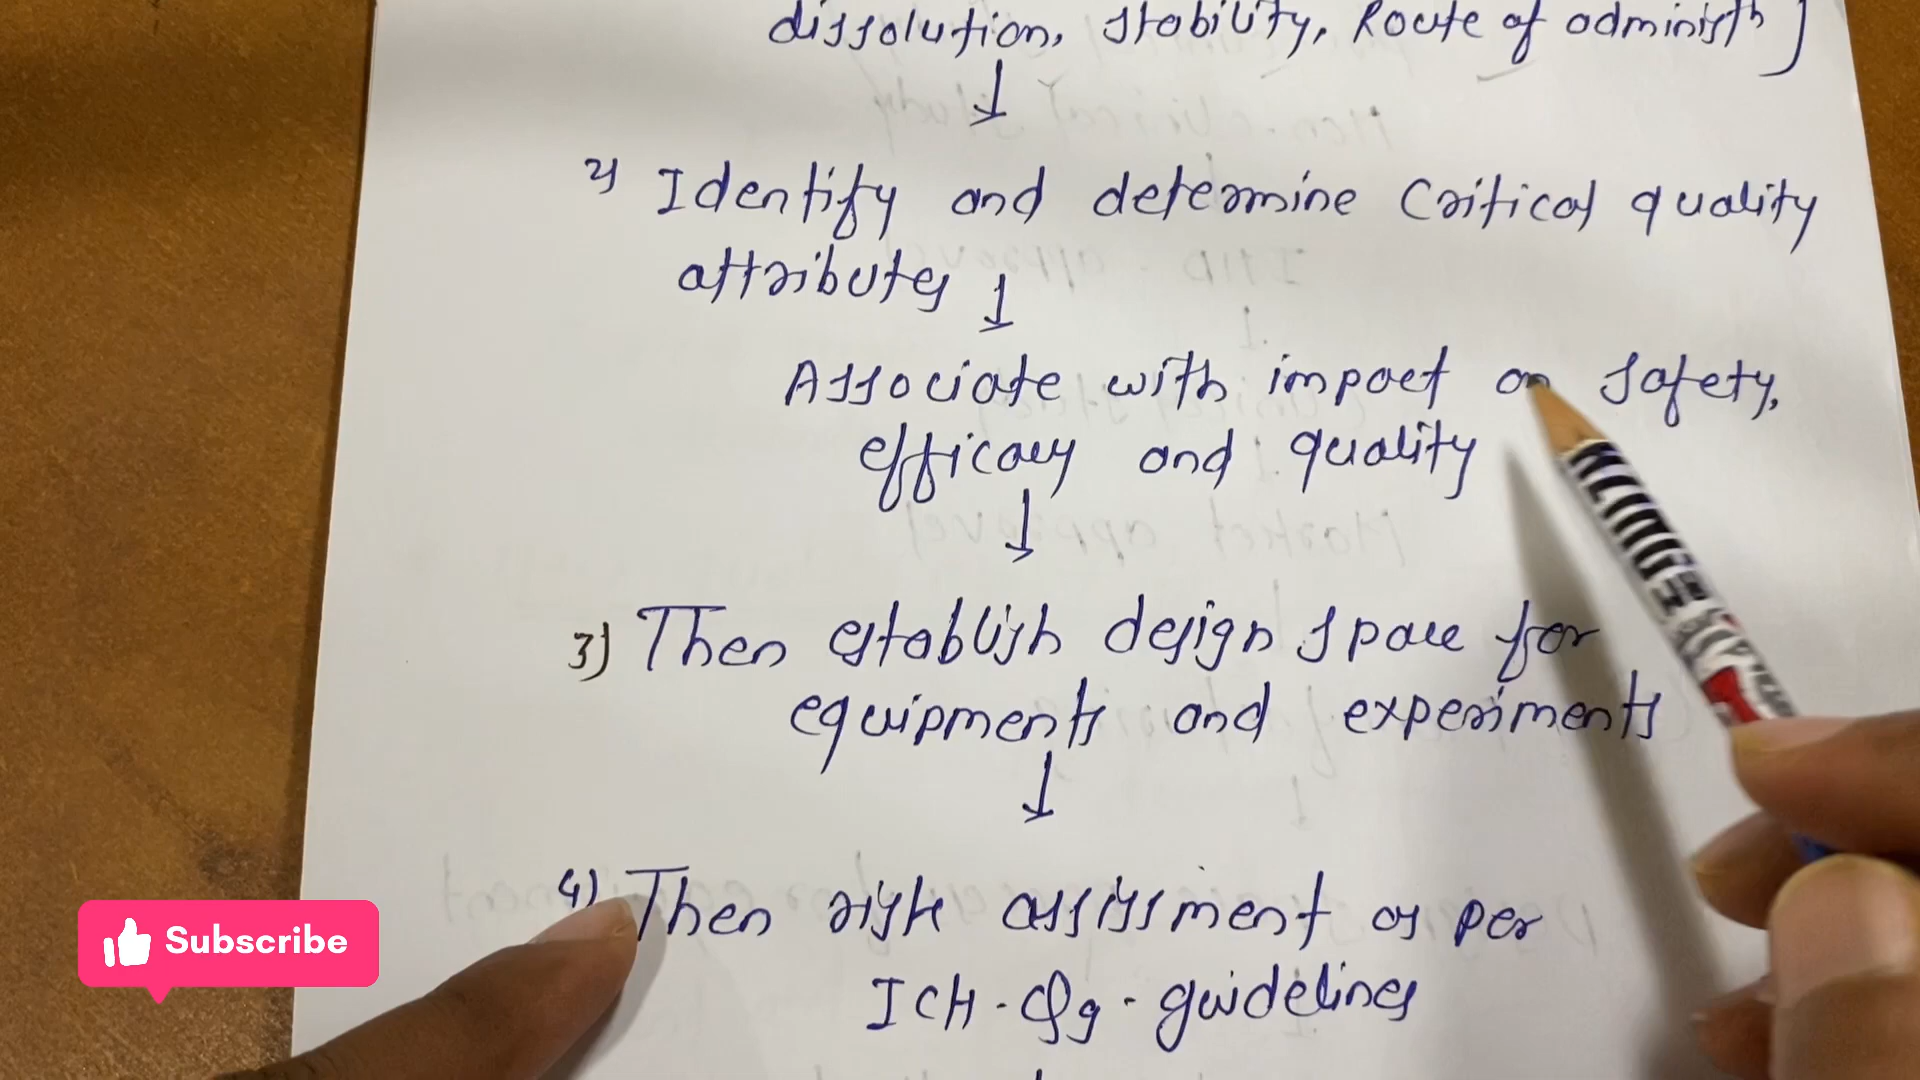 dissolution, stability, Route of administn]
2) Identify and determine Critical quality
attributes
Associate with impact on safety,
efficacy and quality
3) Then establish design space for
equipments and experiments
4) Then risk assissment as per
ICH-Q9-guidelines
Subscribe